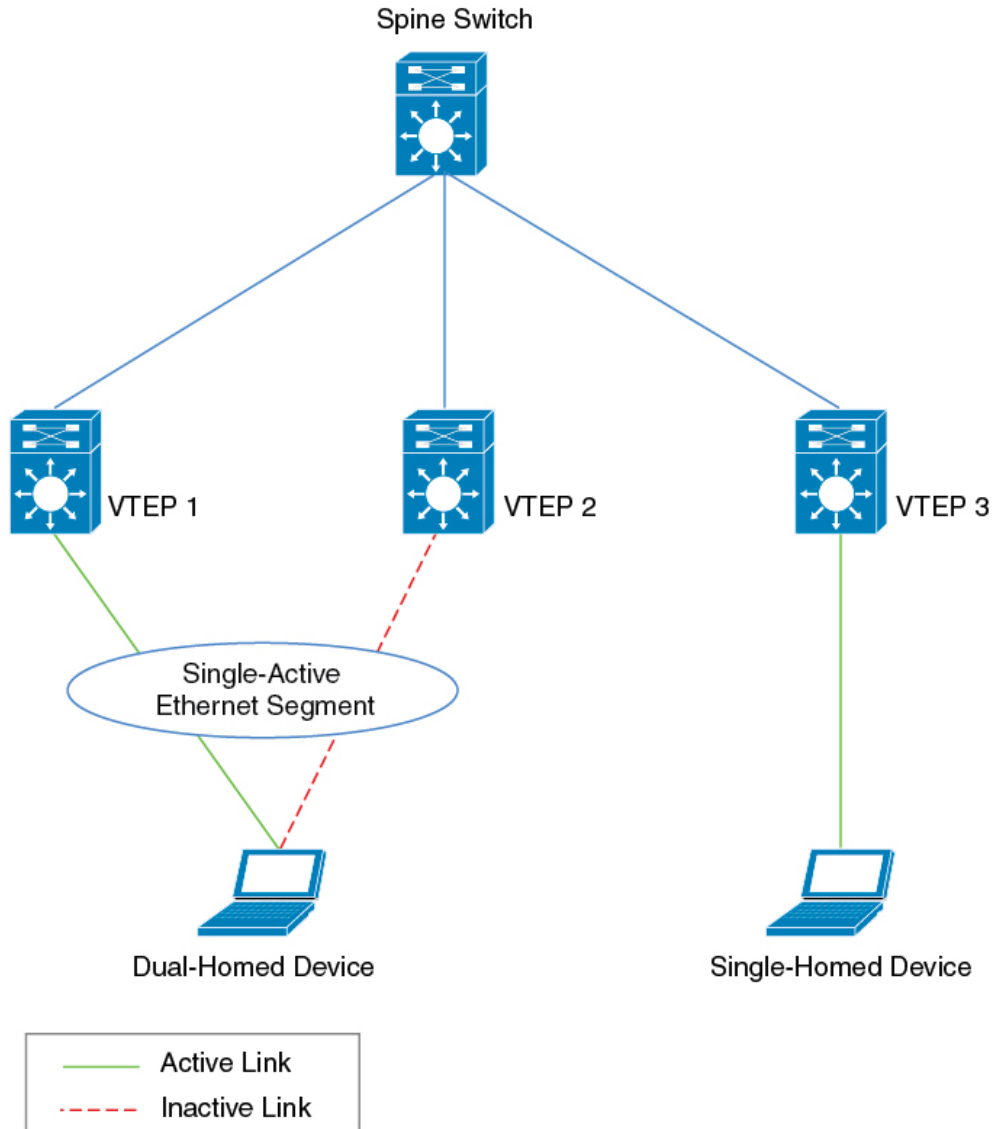 Spine Switch
VTEP 1
VTEP 2
VTEP 3
Single-Active
Ethernet Segment
Dual-Homed Device
Single-Homed Device
Active Link
Inactive Link